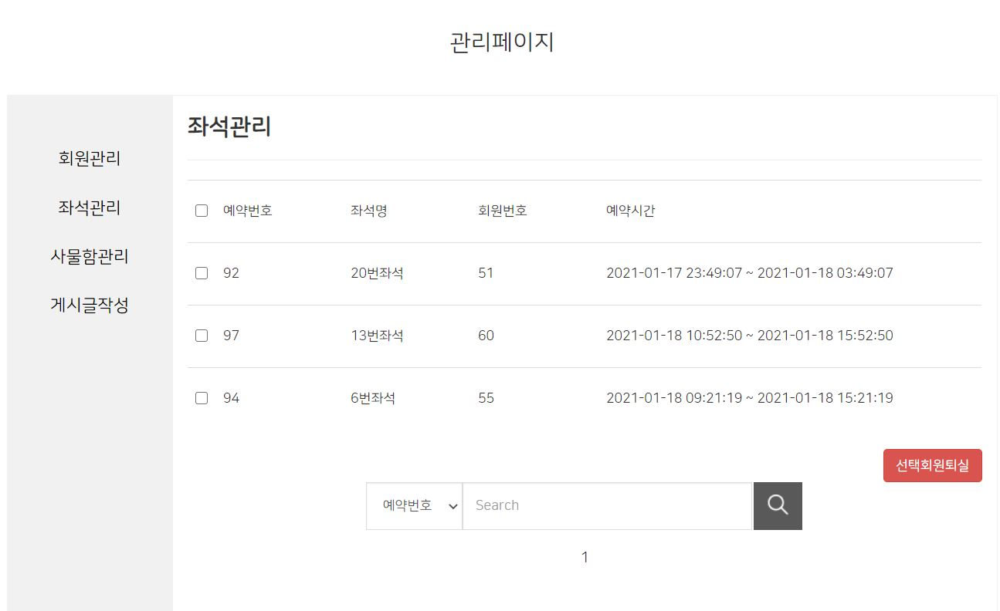 관리페이지
회원관리
좌석관리
사물함관리
게시글작성
좌석관리
예약번호 좌석명 회원번호 예약시간
92 20번좌석 51 2021-01-17 23:49:07 ~ 2021-01-18 03:49:07
97 13번좌석 60 2021-01-18 10:52:50 ~ 2021-01-18 15:52:50
94 6번좌석 55 2021-01-18 09:21:19 ~ 2021-01-18 15:21:19
선택회원퇴실
예약번호 Search
1